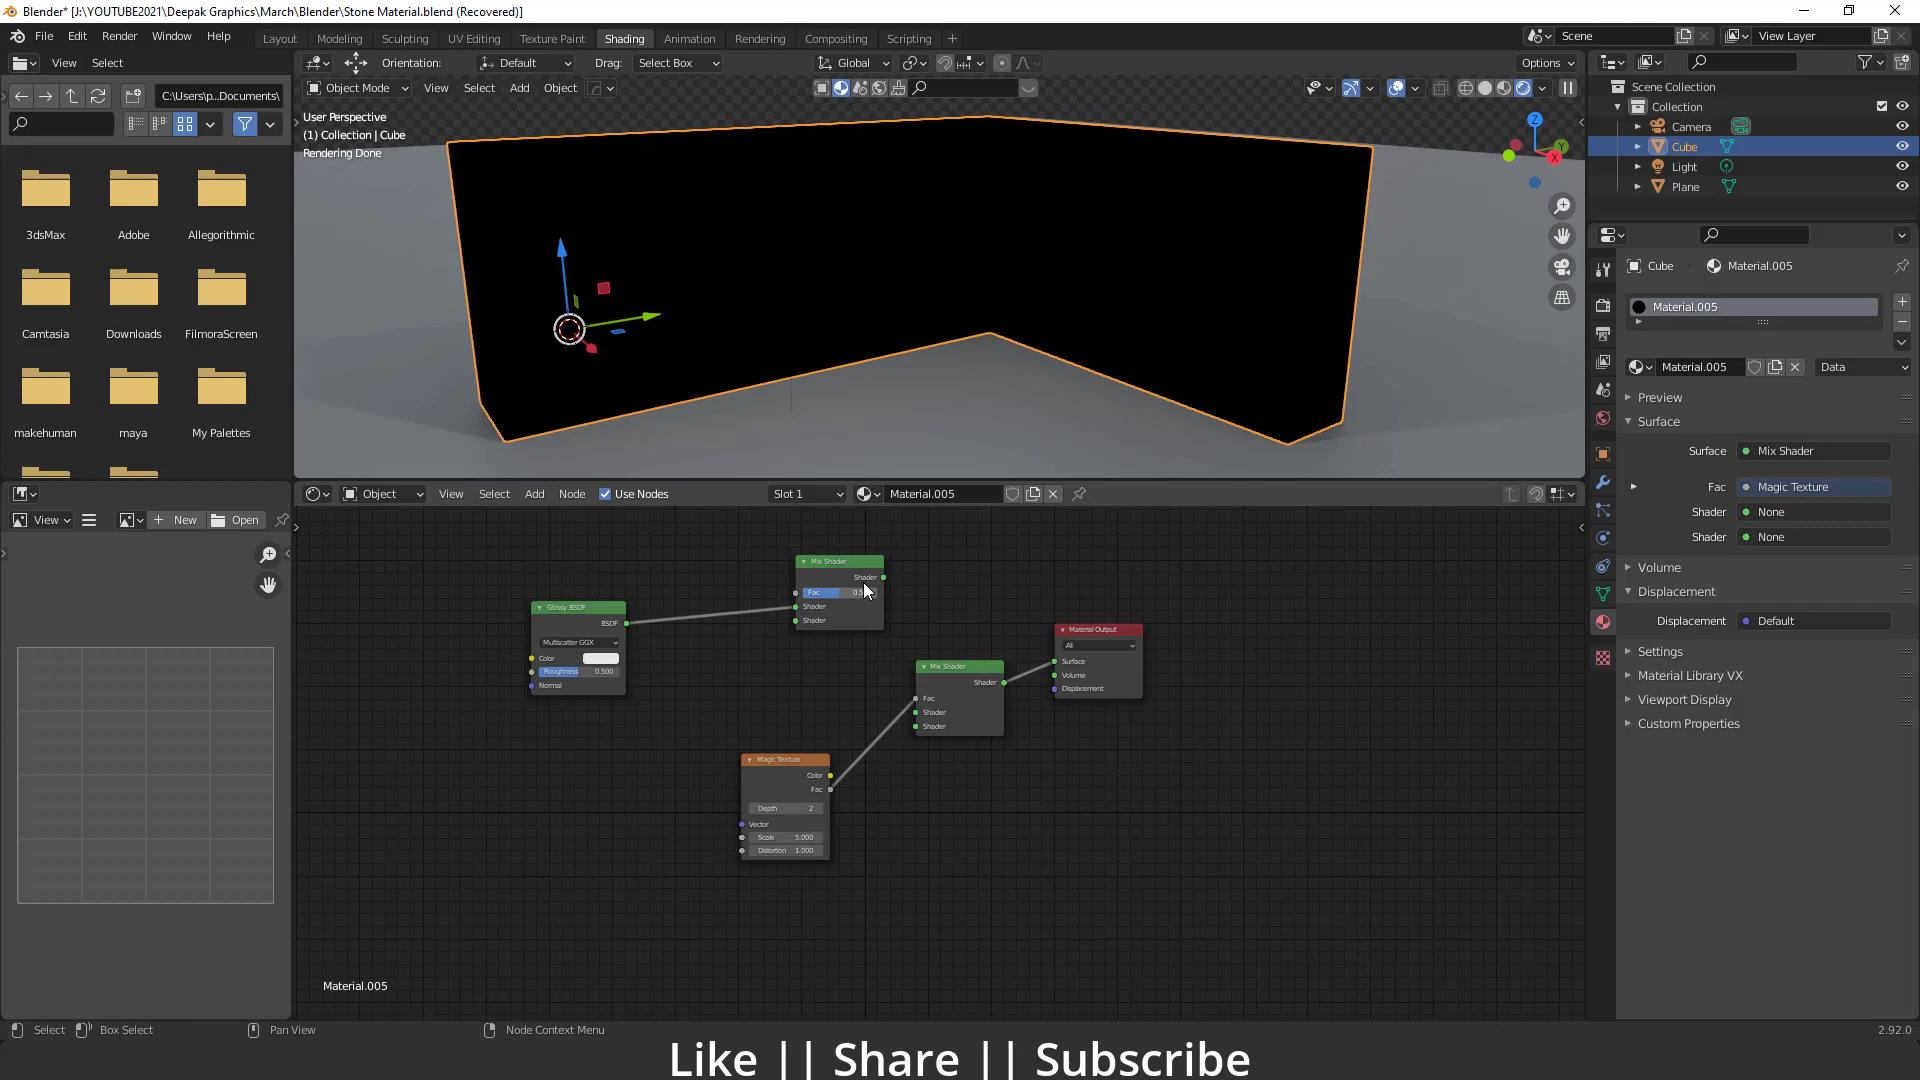 Blender* [J:\YOUTUBE2021\Deepak Graphics\March\Blender\Stone Material.blend (Recovered)]
File Edit Render Window Help
Layout Modeling Sculpting UV Editing Texture Paint Shading Animation Rendering Compositing Scripting +
Scene
View Layer
View Select
Orientation: Default Drag: Select Box
Global
Options
C:\Users\p...Documents\
Object Mode View Select Add Object
User Perspective
(1) Collection | Cube
Rendering Done
Z
Y
X
Scene Collection
Collection
Camera
Cube
Light
Plane
3dsMax Adobe Allegorithmic
Camtasia Downloads FilmoraScreen
makehuman maya My Palettes
Cube Material.005
Material.005
Material.005 Data
Preview
Surface
Surface Mix Shader
Fac Magic Texture
Shader None
Shader None
Volume
Displacement
Displacement Default
Settings
Material Library VX
Viewport Display
Custom Properties
Object View Select Add Node Use Nodes Slot 1 Material.005
View New Open
Mix Shader
Shader
Fac
Shader
Shader
Glossy BSDF
BSDF
Multiscatter GGX
Color
Roughness 0.500
Normal
Material Output
All
Surface
Volume
Displacement
Mix Shader
Shader
Fac
Shader
Shader
Magic Texture
Color
Fac
Depth 2
Vector
Scale 5.000
Distortion 1.000
Material.005
Select Box Select Pan View Node Context Menu 2.92.0
Like || Share || Subscribe